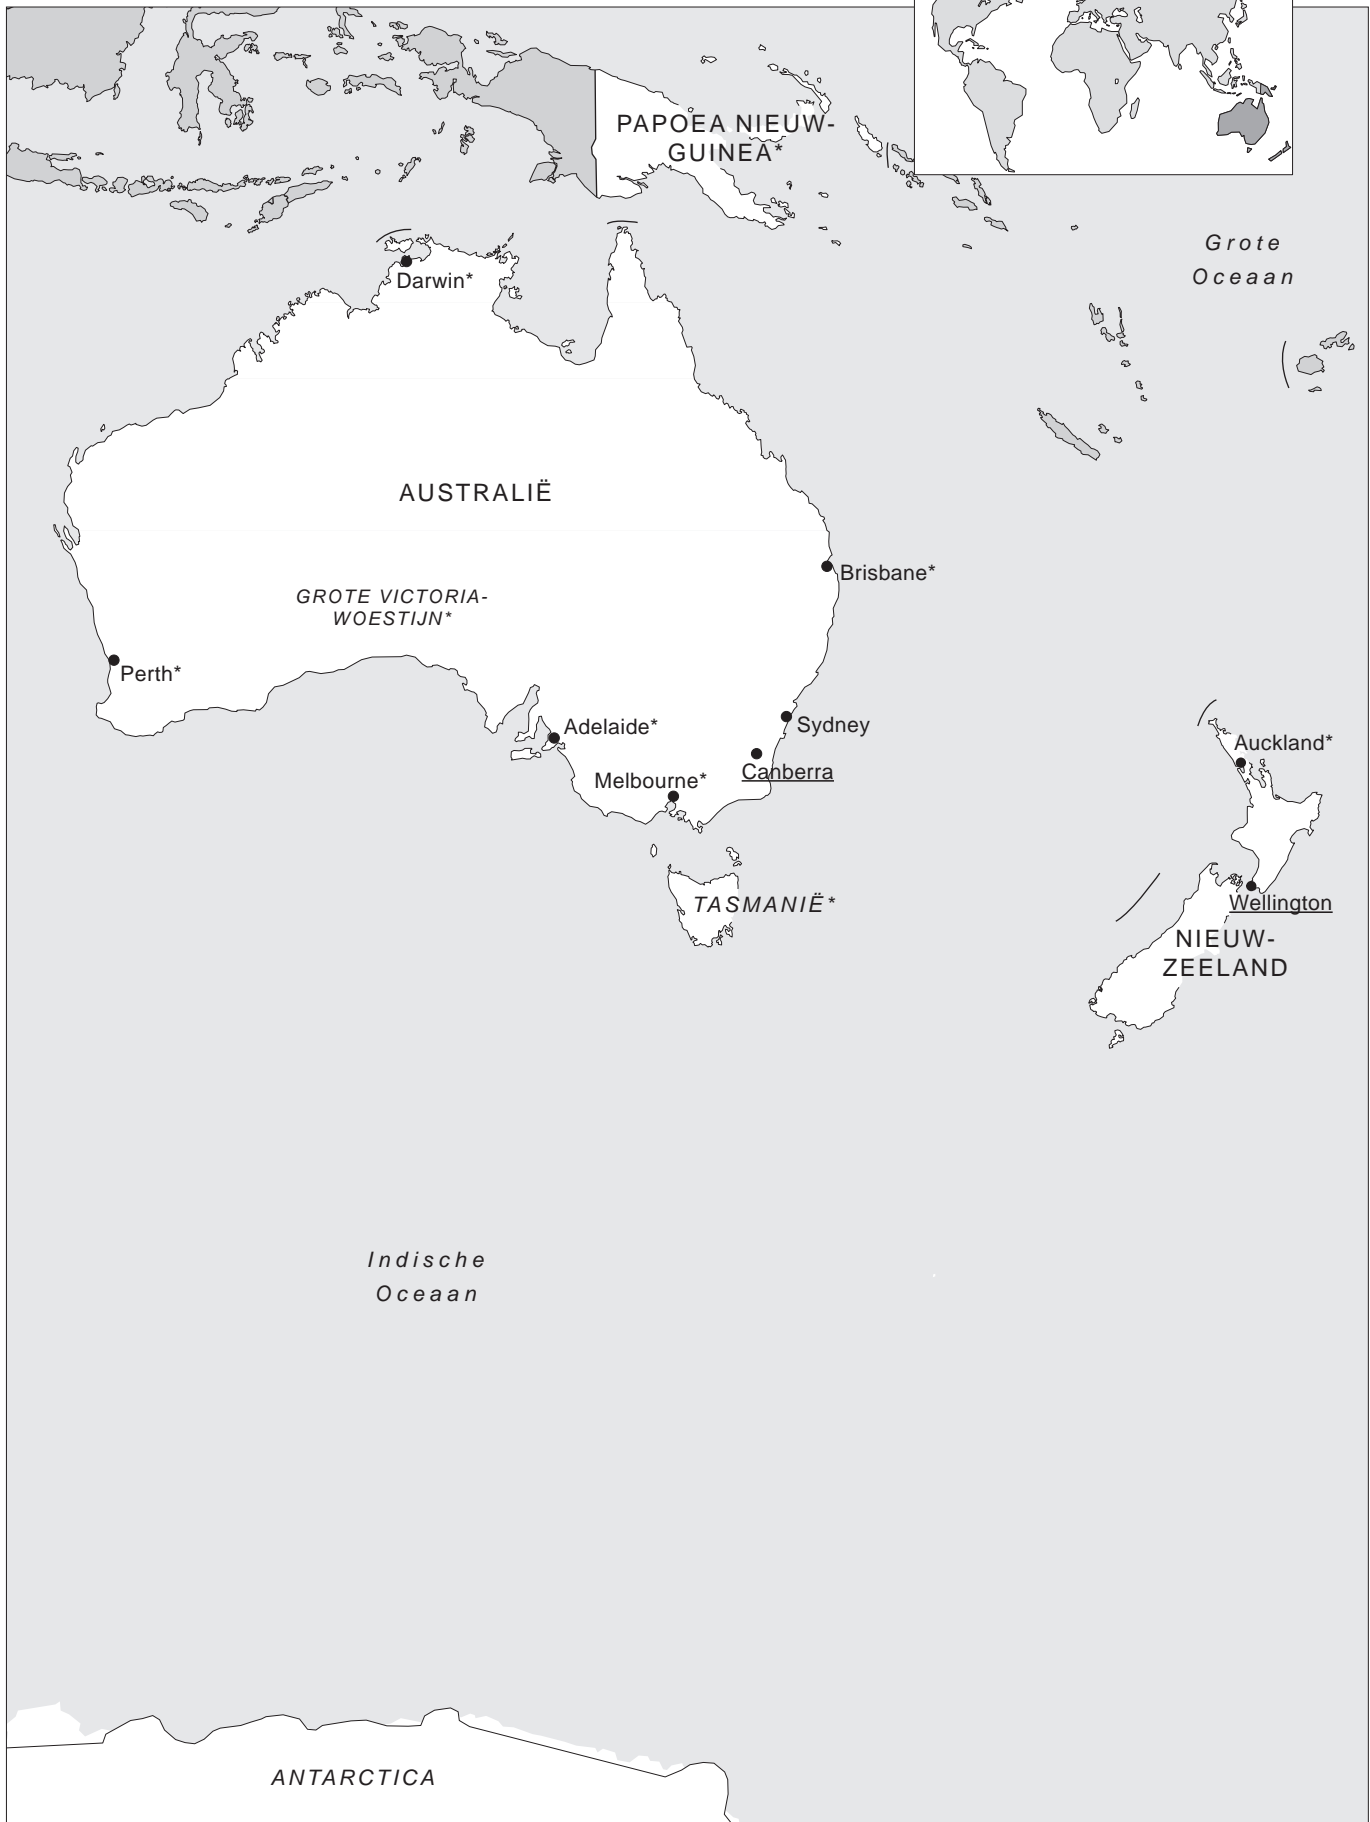 PAPOEA NIEUW-
GUINEA*
Grote
Oceaan
Darwin*
AUSTRALIË
Brisbane*
GROTE VICTORIA-
WOESTIJN*
Perth*
Adelaide*
Sydney
Auckland*
Canberra
Melbourne*
TASMANIË*
Wellington
NIEUW-
ZEELAND
Indische
Oceaan
ANTARCTICA